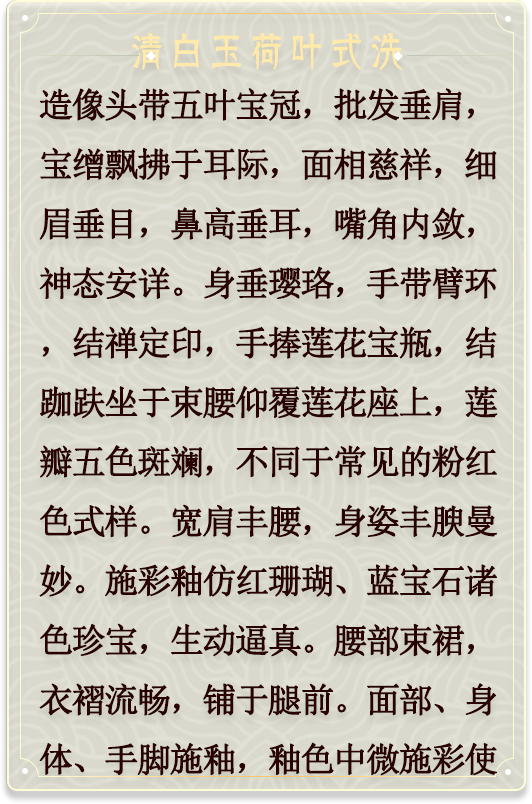 清白玉荷叶式洗
造像头带五叶宝冠，批发垂肩，
宝缯飘拂于耳际，面相慈祥，细
眉垂目，鼻高垂耳，嘴角内敛，
神态安详。身垂璎珞，手带臂环
，结禅定印，手捧莲花宝瓶，结
跏趺坐于束腰仰覆莲花座上，莲
瓣五色斑斓，不同于常见的粉红
色式样。宽肩丰腰，身姿丰腴曼
妙。施彩釉仿红珊瑚、蓝宝石诸
色珍宝，生动逼真。腰部束裙，
衣褶流畅，铺于腿前。面部、身
体、手脚施釉，釉色中微施彩使